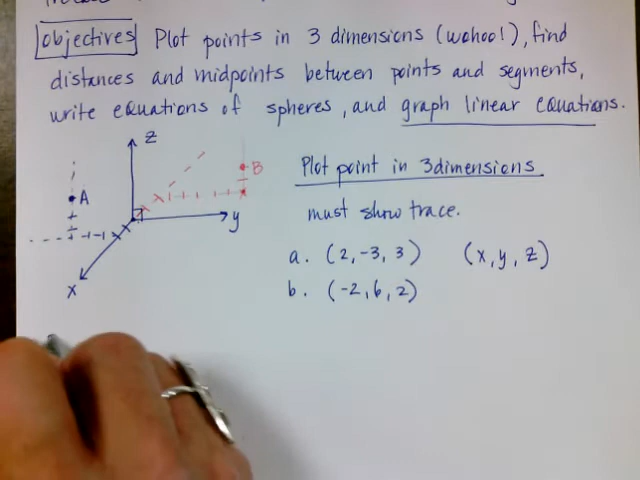 objectives Plot points in 3 dimensions (wohoo!), find
distances and midpoints between points and segments,
write equations of spheres, and graph linear equations.
z
A
B
y
x
Plot point in 3dimensions
must show trace.
a. (2,-3,3) (x,y,z)
b. (-2,6,2)